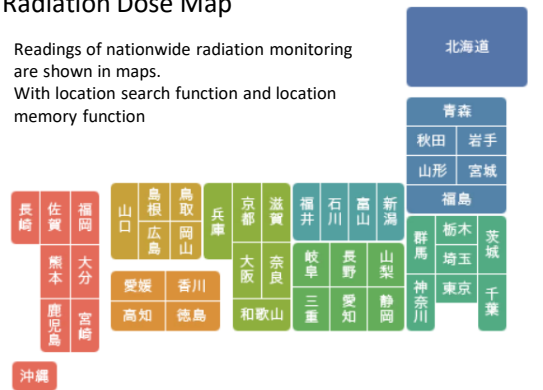 Radiation Dose Map
Readings of nationwide radiation monitoring
are shown in maps.
With location search function and location
memory function
北海道
青森
秋田 岩手
山形 宮城
福島
長崎 佐賀 福岡
熊本 大分
鹿児島 宮崎
沖縄
山口 島根 鳥取
広島 岡山
愛媛 香川
高知 徳島
兵庫 京都 滋賀
大阪 奈良
和歌山
福井 石川 富山 新潟
岐阜 長野 山梨
三重 愛知 静岡
群馬 栃木 茨城
埼玉
神奈川 東京 千葉